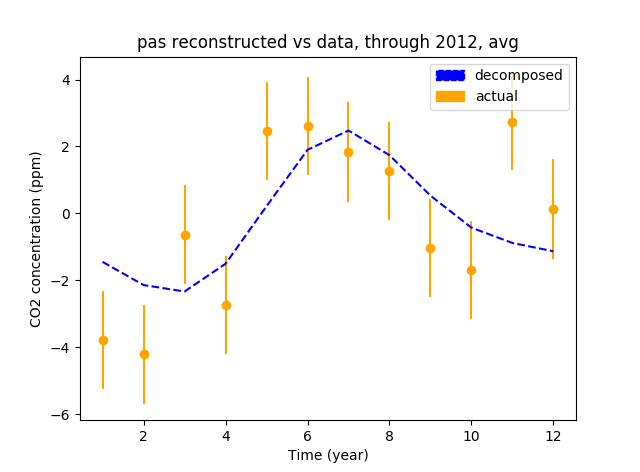 pas reconstructed vs data, through 2012, avg
decomposed
actual
CO2 concentration (ppm)
4
2
0
−2
−4
−6
2
4
6
8
10
12
Time (year)